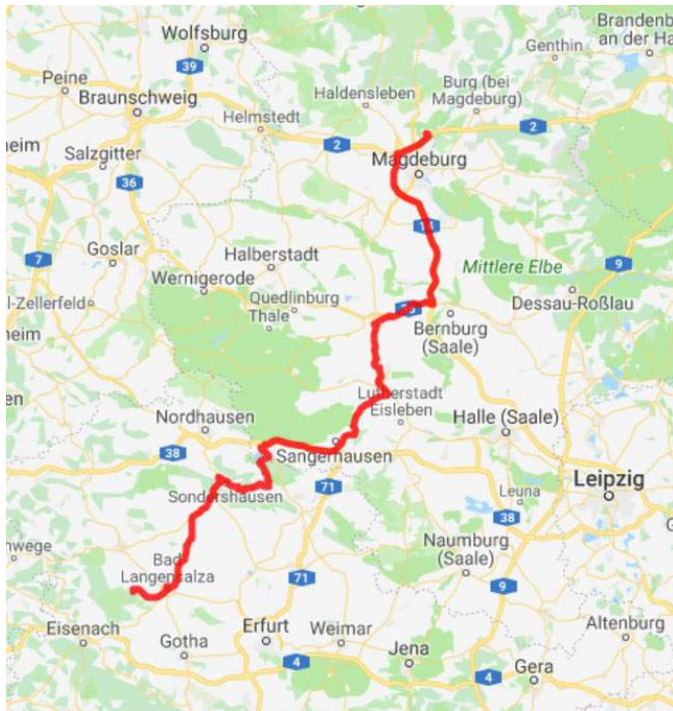 Wolfsburg
Brandenb
an der Ha
Genthin
39
Peine
Burg (bei
Magdeburg)
Haldensleben
Braunschweig
Helmstedt
2
2
heim
Salzgitter
Magdeburg
36
7
Goslar
Halberstadt
Mittlere Elbe
9
Wernigerode
l-Zellerfeld
Quedlinburg
Thale
Dessau-Roßlau
heim
Bernburg
(Saale)
en
Lutherstadt
Eisleben
Nordhausen
Halle (Saale)
38
Sangerhausen
71
Leipzig
Sondershausen
Leuna
38
Naumburg
(Saale)
hwege
Bad
Langensalza
71
9
Eisenach
Erfurt
Weimar
Altenburg
Gotha
Jena
4
4
Gera